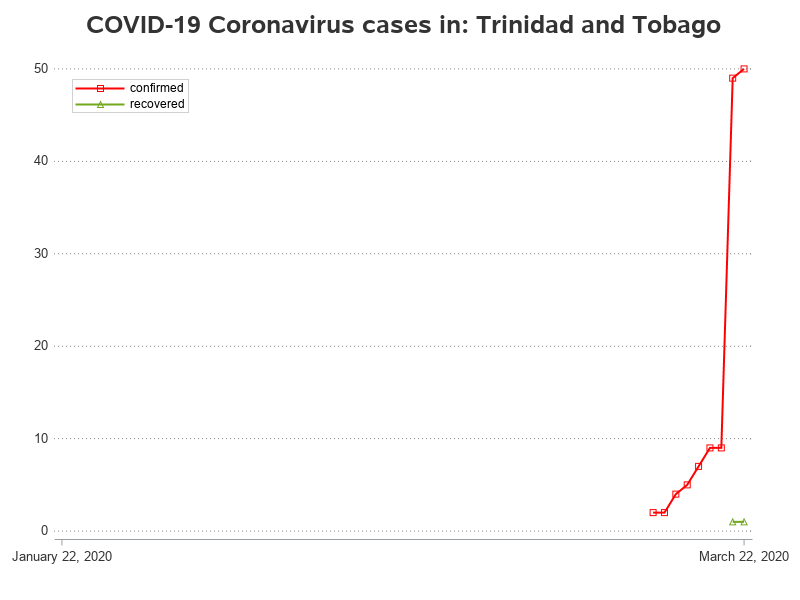 COVID-19 Coronavirus cases in: Trinidad and Tobago
50
confirmed
recovered
40
30
20
10
0
January 22, 2020
March 22, 2020